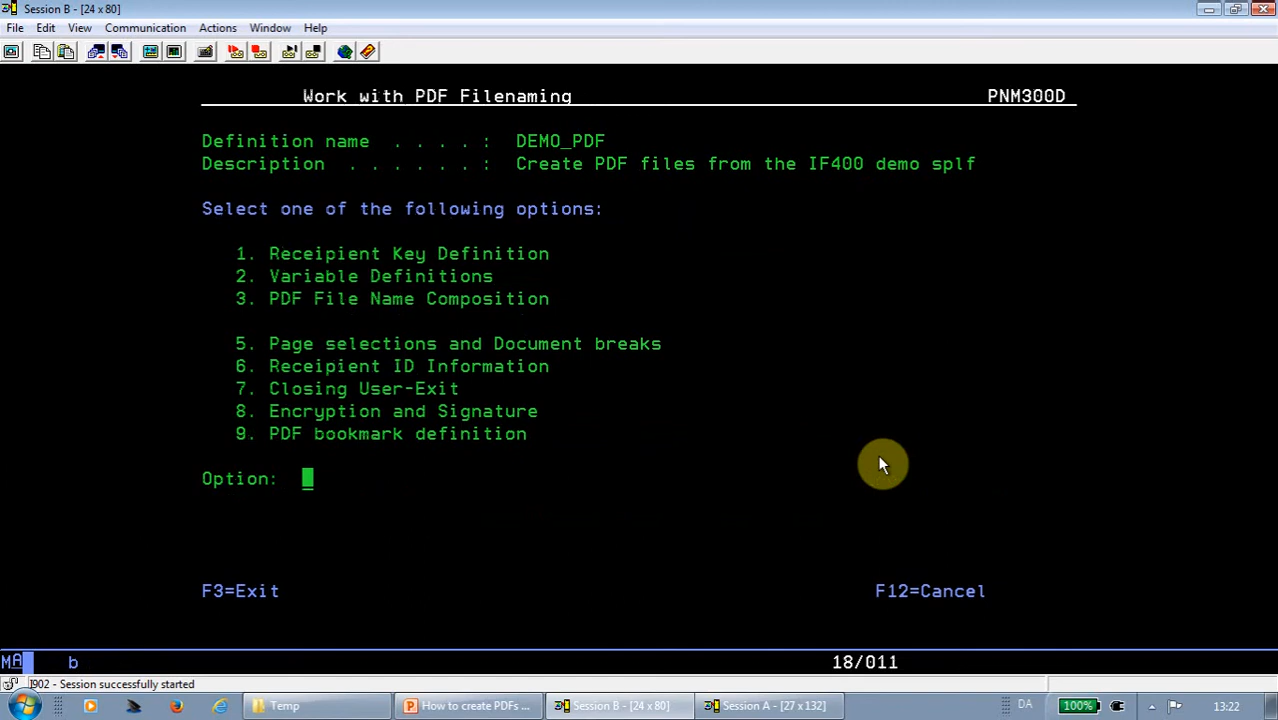 Session B - [24 x 80]
File Edit View Communication Actions Window Help
Work with PDF Filenaming PNM300D
Definition name . . . . : DEMO_PDF
Description . . . . . . : Create PDF files from the IF400 demo splf
Select one of the following options:
1. Receipient Key Definition
2. Variable Definitions
3. PDF File Name Composition
5. Page selections and Document breaks
6. Receipient ID Information
7. Closing User-Exit
8. Encryption and Signature
9. PDF bookmark definition
Option:
F3=Exit F12=Cancel
MA b 18/011
I902 - Session successfully started
Temp How to create PDFs ... Session B - [24 x 80] Session A - [27 x 132] DA 100% 13:22